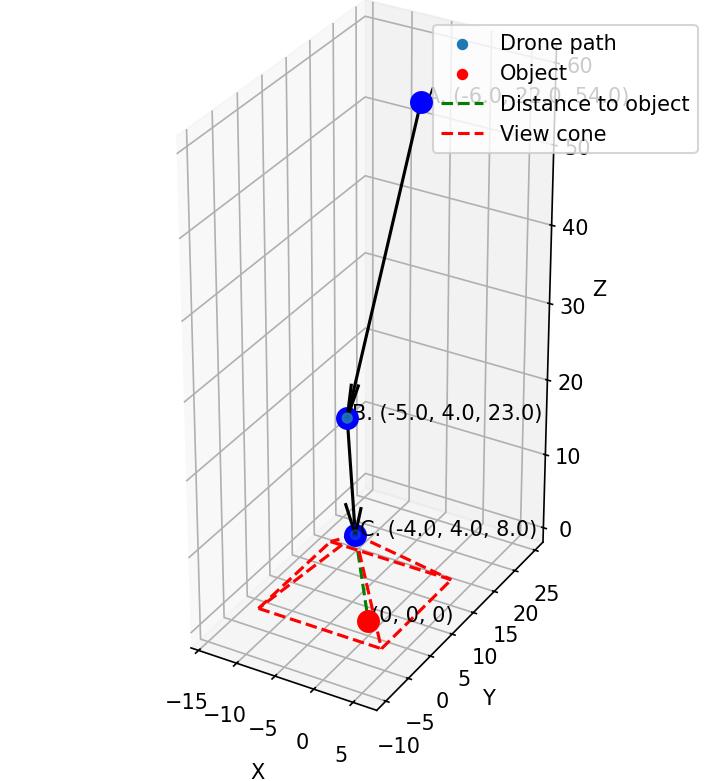 Drone path
Object
Distance to object
View cone
A. (-6.0, 22.0, 54.0)
60
50
40
Z
30
20
B. (-5.0, 4.0, 23.0)
10
C. (-4.0, 4.0, 8.0)
0
(0, 0, 0)
25
20
15
10
5
0
−5
−10
Y
−15
−10
−5
0
5
X